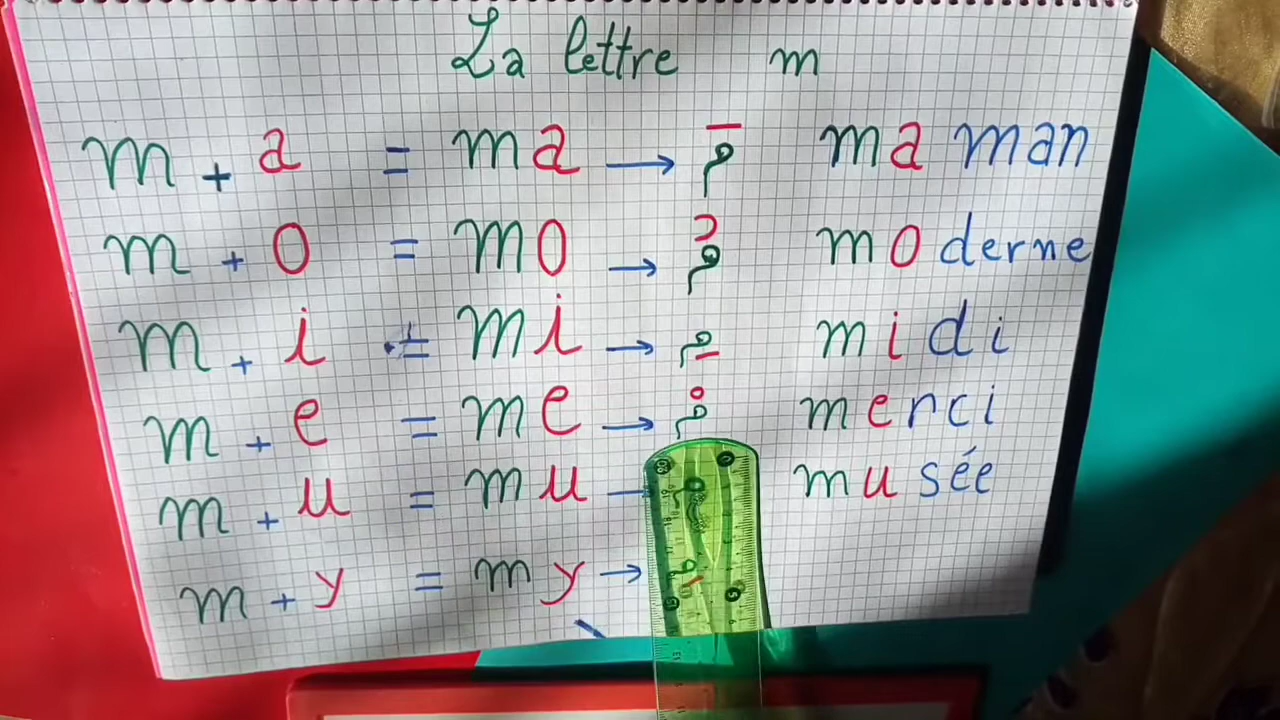 La lettre m
m + a = ma → مَ maman
m + o = mo → مُ moderne
m + i = mi → مِ midi
m + e = me → مْ merci
m + u = mu → musée
m + y = my →